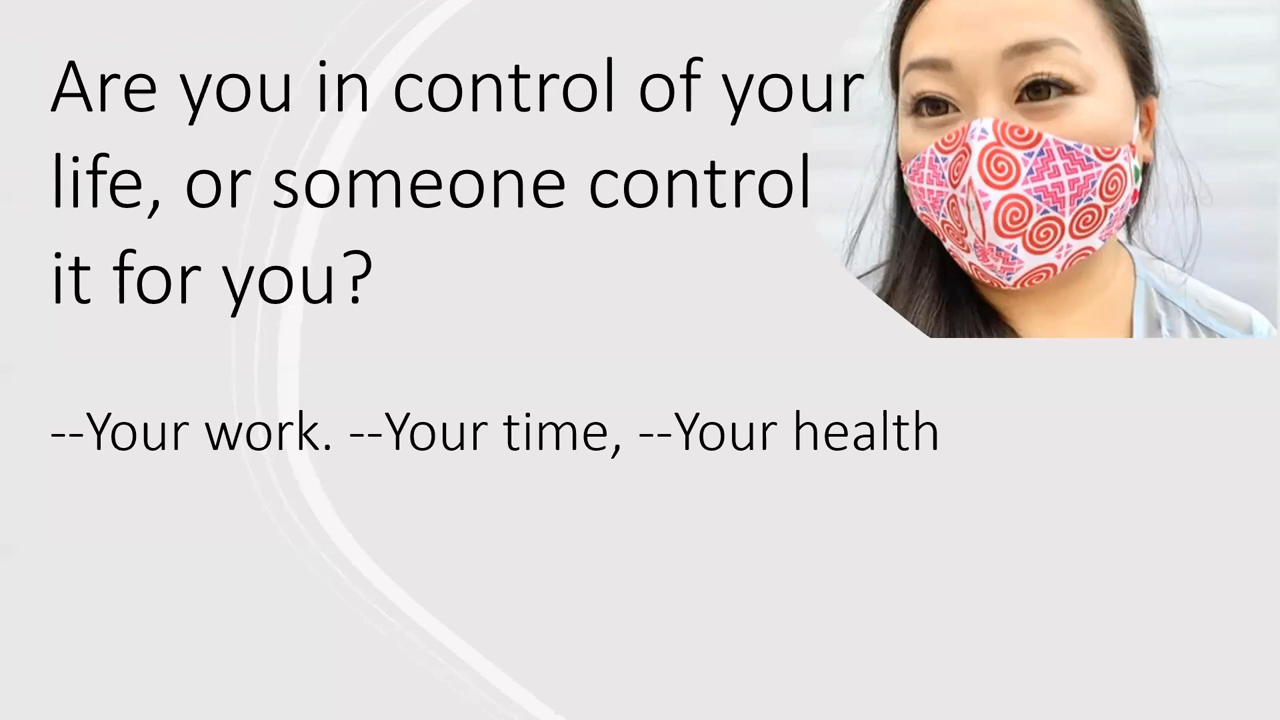 Are you in control of your
life, or someone control
it for you?
--Your work. --Your time, --Your health